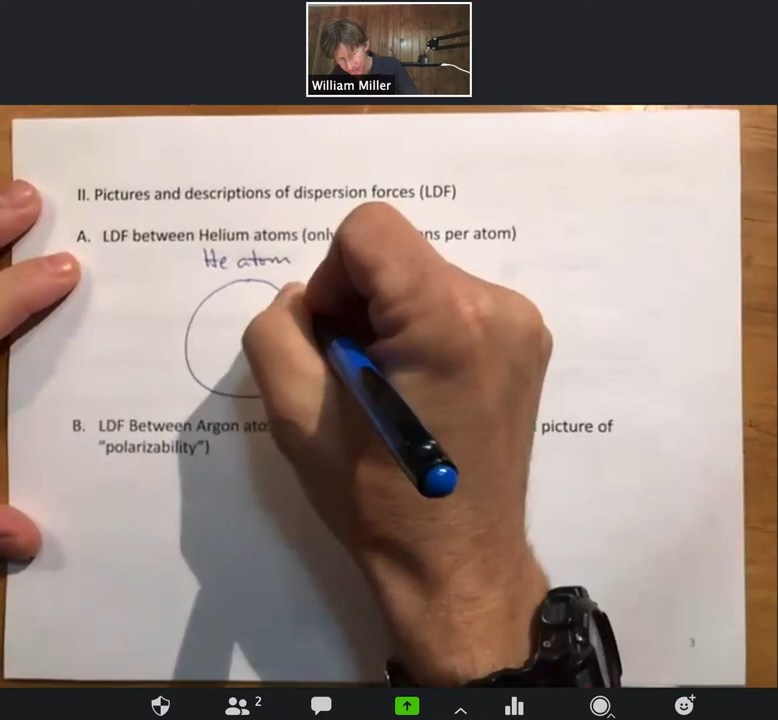 William Miller
II. Pictures and descriptions of dispersion forces (LDF)
A. LDF between Helium atoms (only ns per atom)
He atom
B. LDF Between Argon ato picture of
"polarizability")
3
2